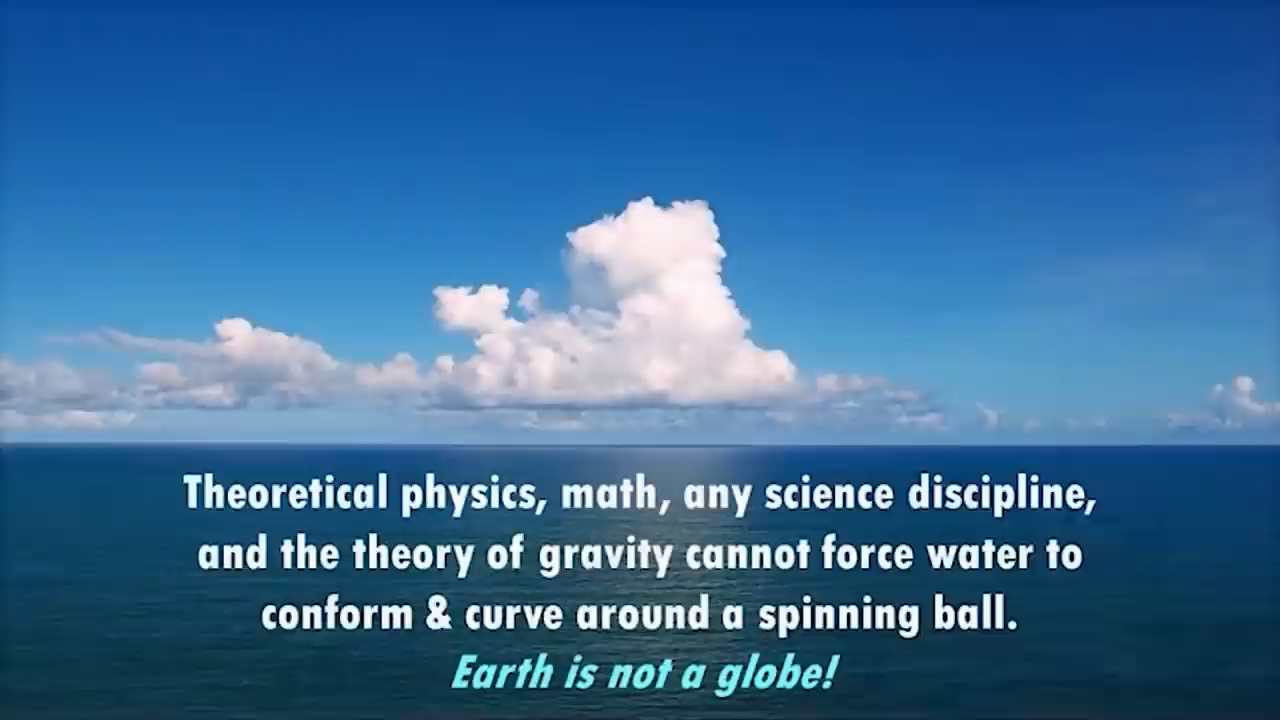 Theoretical physics, math, any science discipline,
and the theory of gravity cannot force water to
conform & curve around a spinning ball.
Earth is not a globe!